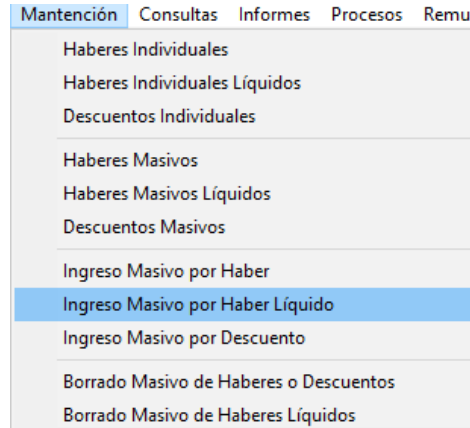 Mantención Consultas Informes Procesos Remu
Haberes Individuales
Haberes Individuales Líquidos
Descuentos Individuales
Haberes Masivos
Haberes Masivos Líquidos
Descuentos Masivos
Ingreso Masivo por Haber
Ingreso Masivo por Haber Líquido
Ingreso Masivo por Descuento
Borrado Masivo de Haberes o Descuentos
Borrado Masivo de Haberes Líquidos